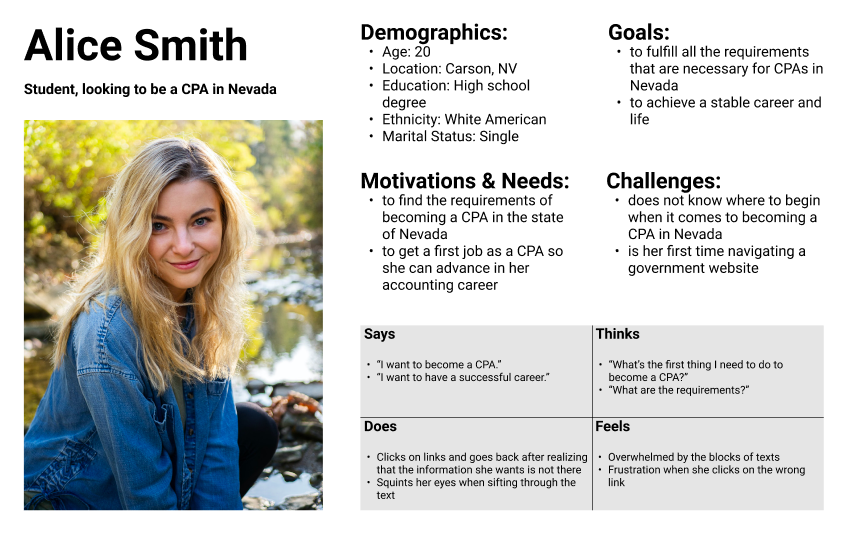 Alice Smith
Student, looking to be a CPA in Nevada
Demographics:
• Age: 20
• Location: Carson, NV
• Education: High school
degree
• Ethnicity: White American
• Marital Status: Single
Goals:
• to fulfill all the requirements
that are necessary for CPAs in
Nevada
• to achieve a stable career and
life
Motivations & Needs:
• to find the requirements of
becoming a CPA in the state
of Nevada
• to get a first job as a CPA so
she can advance in her
accounting career
Challenges:
• does not know where to begin
when it comes to becoming a
CPA in Nevada
• is her first time navigating a
government website
Says
• “I want to become a CPA.”
• “I want to have a successful career.”
Thinks
• “What’s the first thing I need to do to
become a CPA?”
• “What are the requirements?”
Does
• Clicks on links and goes back after realizing
that the information she wants is not there
• Squints her eyes when sifting through the
text
Feels
• Overwhelmed by the blocks of texts
• Frustration when she clicks on the wrong
link